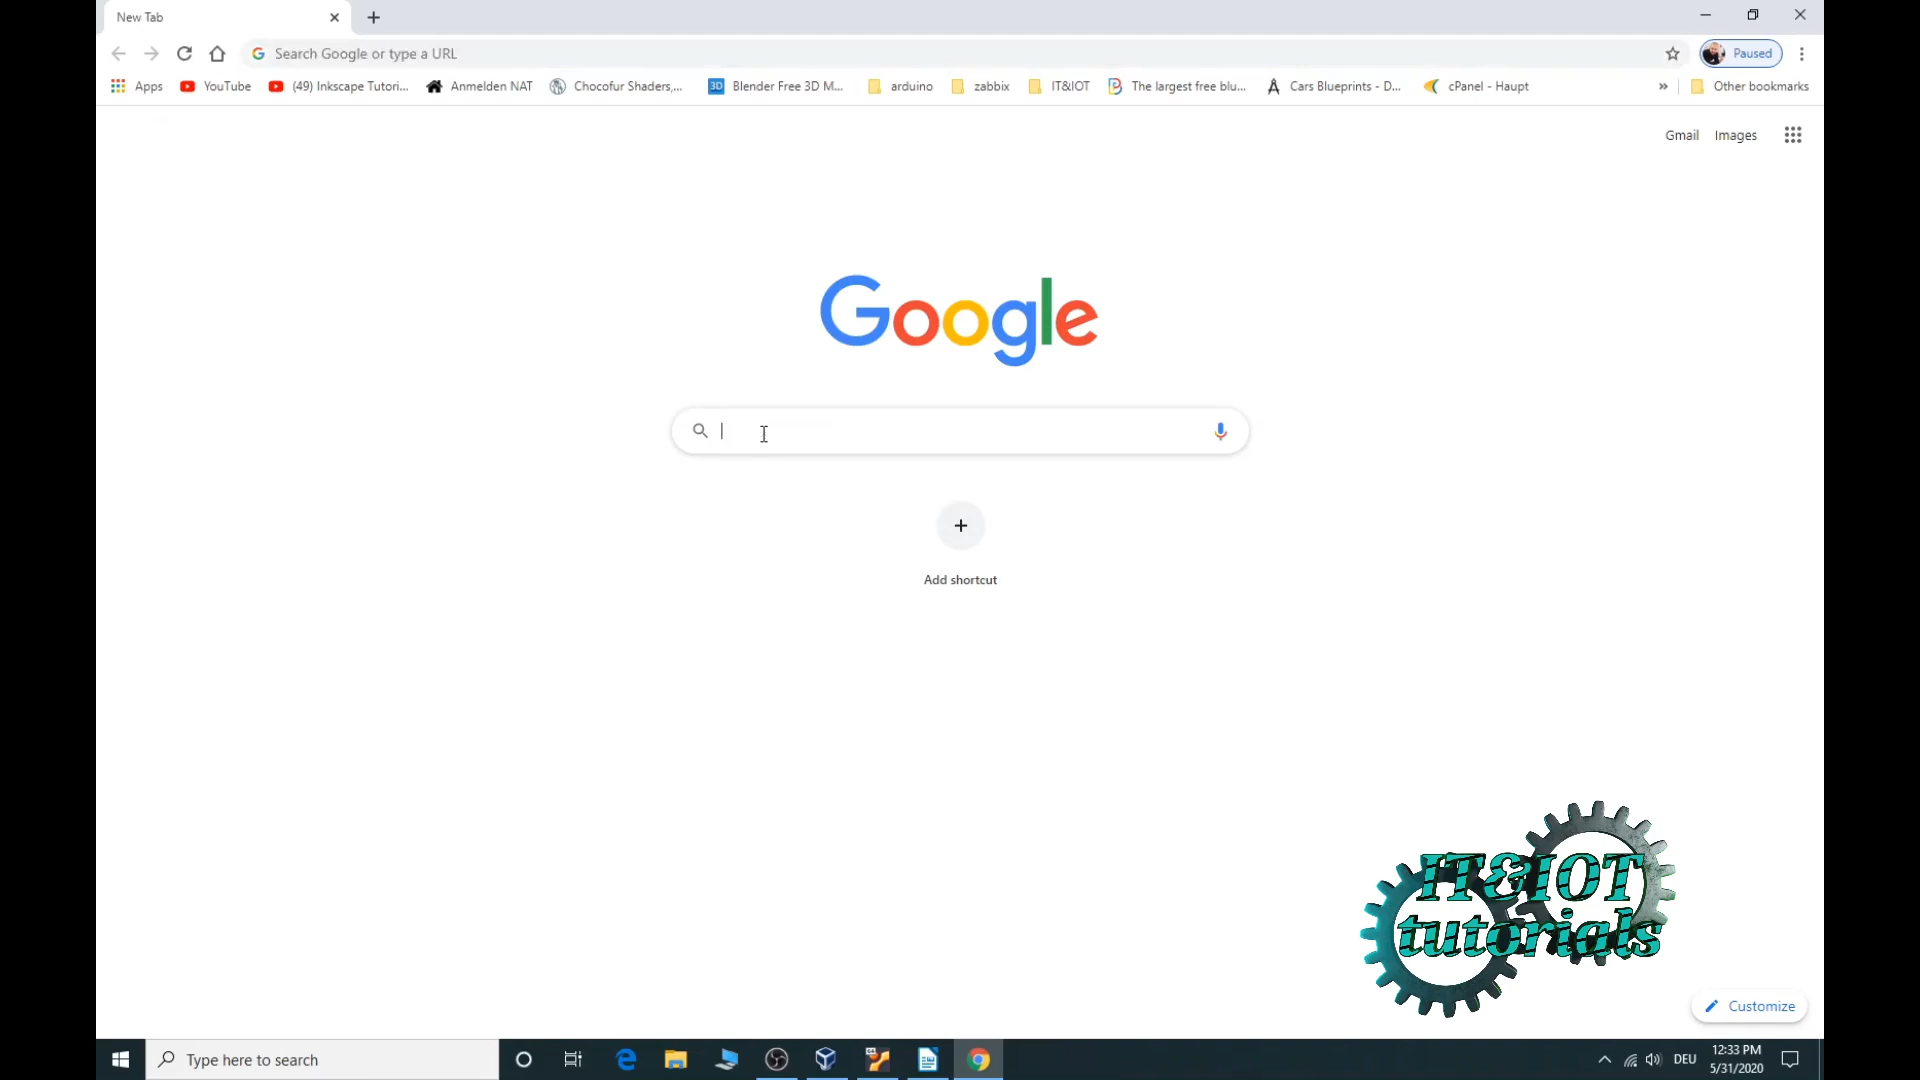 New Tab
Search Google or type a URL
Paused
Apps
YouTube
(49) Inkscape Tutori...
Anmelden NAT
Chocofur Shaders,...
3D
Blender Free 3D M...
arduino
zabbix
IT&IOT
The largest free blu...
Cars Blueprints - D...
cPanel - Haupt
»
Other bookmarks
Gmail
Images
Google
Add shortcut
IT&IOT
tutorials
Customize
Type here to search
DEU
12:33 PM
5/31/2020